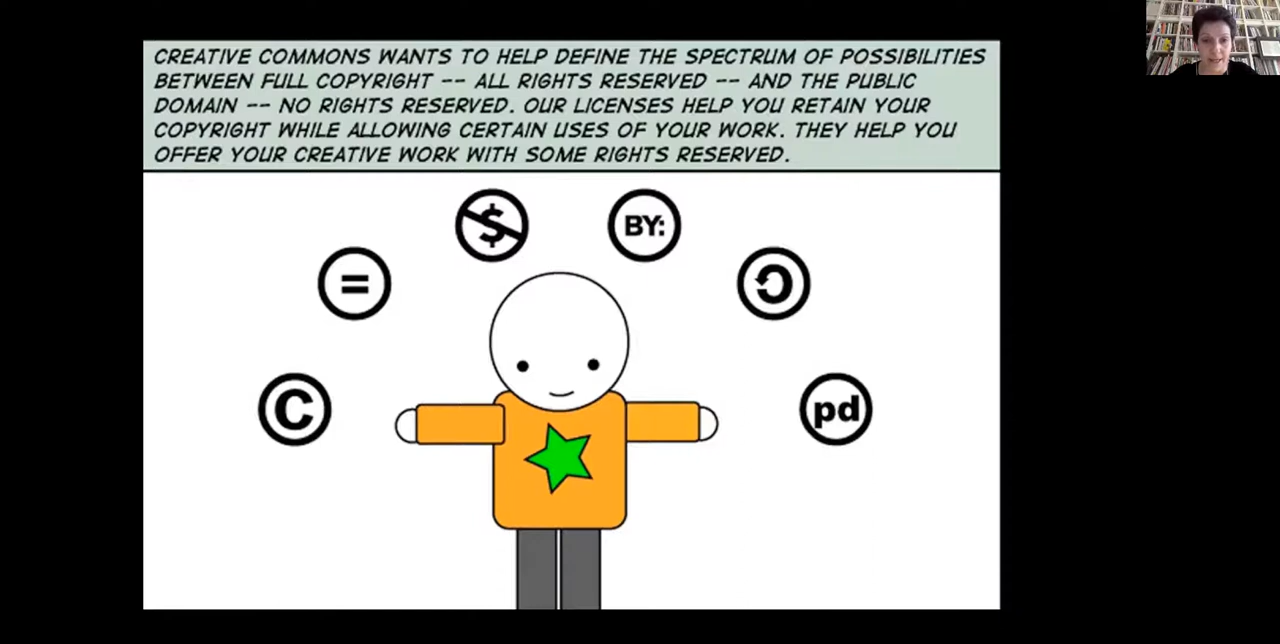 CREATIVE COMMONS WANTS TO HELP DEFINE THE SPECTRUM OF POSSIBILITIES
BETWEEN FULL COPYRIGHT -- ALL RIGHTS RESERVED -- AND THE PUBLIC
DOMAIN -- NO RIGHTS RESERVED. OUR LICENSES HELP YOU RETAIN YOUR
COPYRIGHT WHILE ALLOWING CERTAIN USES OF YOUR WORK. THEY HELP YOU
OFFER YOUR CREATIVE WORK WITH SOME RIGHTS RESERVED.
$
BY:
=
C
pd